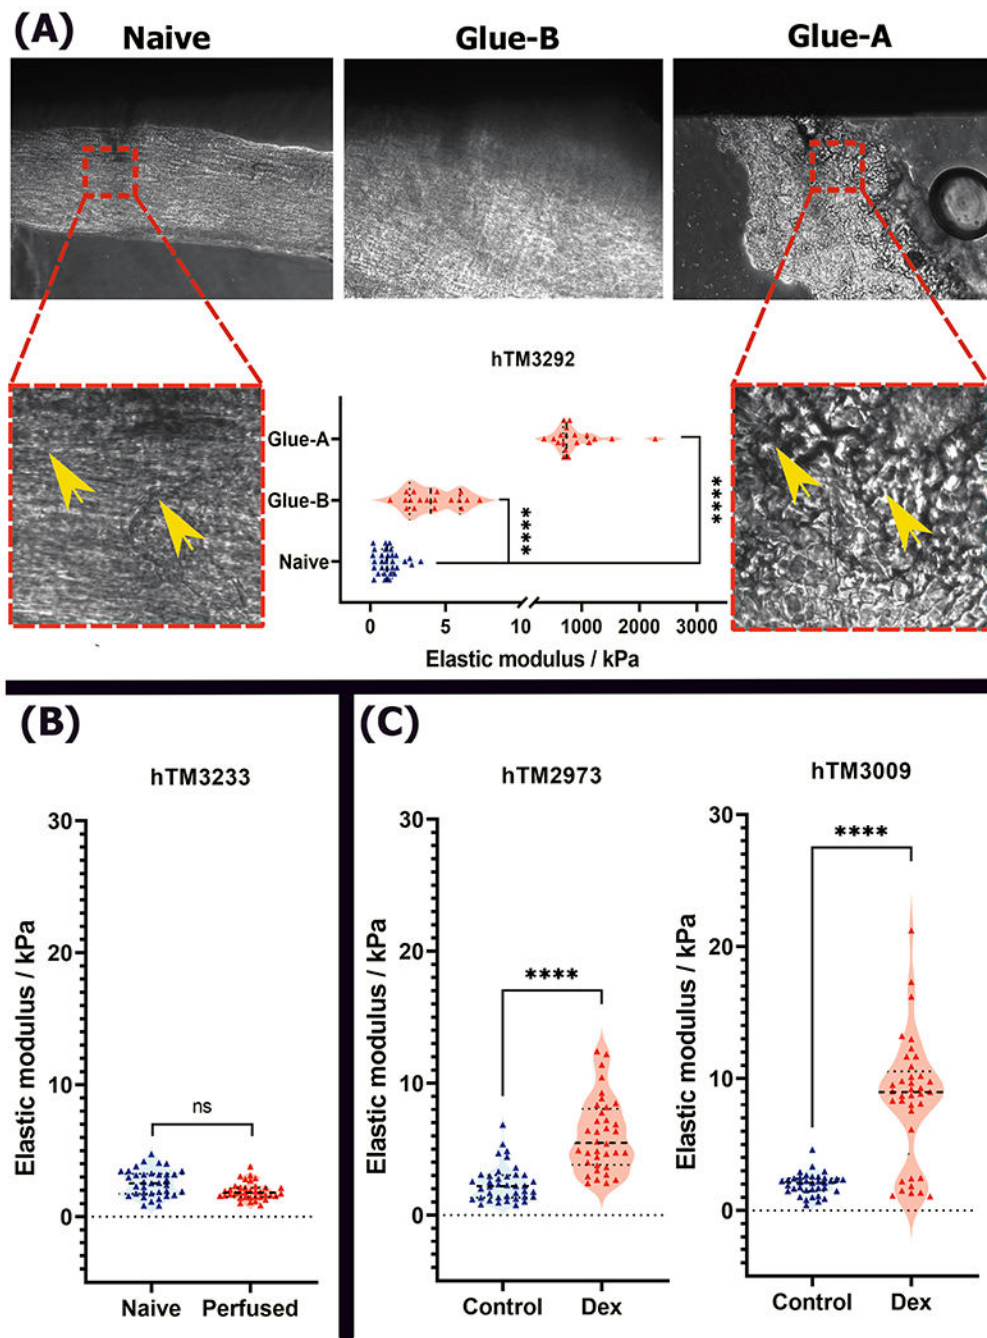 (A)
Naive
Glue-B
Glue-A
hTM3292
Glue-A
Glue-B
Naive
****
****
0 5 10 1000 2000 3000
Elastic modulus / kPa
(B)
hTM3233
30
20
10
0
Elastic modulus / kPa
ns
Naive Perfused
(C)
hTM2973
30
20
10
0
Elastic modulus / kPa
****
Control Dex
hTM3009
30
20
10
0
Elastic modulus / kPa
****
Control Dex